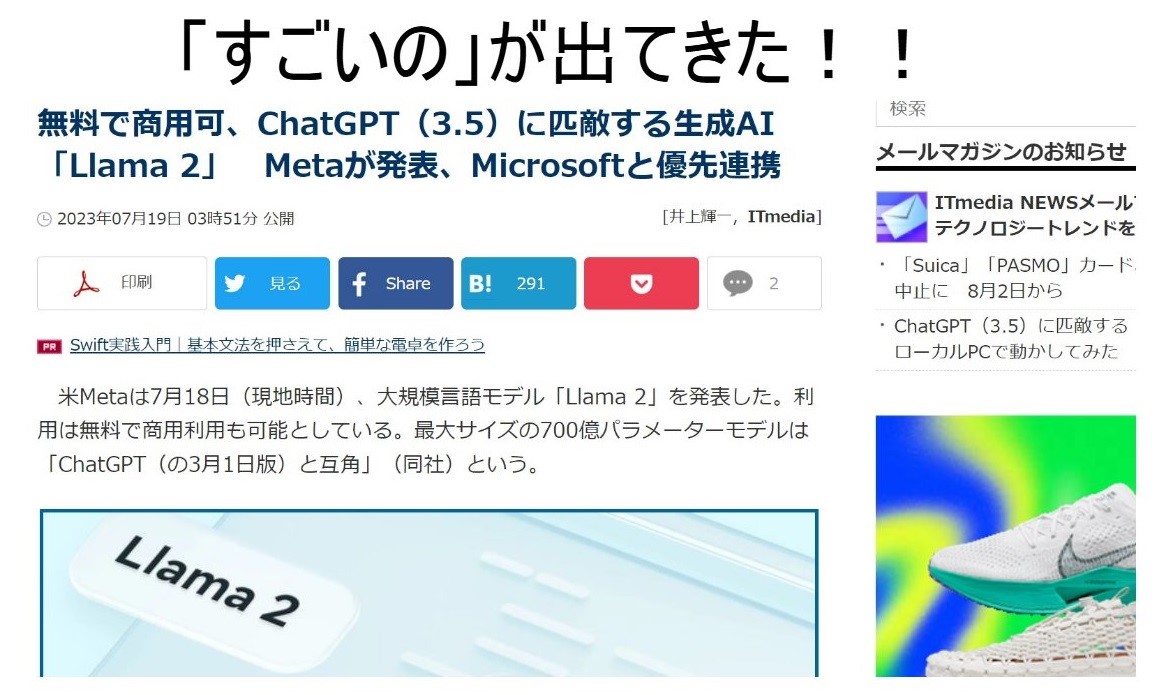 「すごいの」が出てきた！！
無料で商用可、ChatGPT（3.5）に匹敵する生成AI
「Llama 2」　Metaが発表、Microsoftと優先連携
2023年07月19日 03時51分 公開
[井上輝一，ITmedia]
印刷
見る
Share
B! 291
2
PR Swift実践入門｜基本文法を押さえて、簡単な電卓を作ろう
米Metaは7月18日（現地時間）、大規模言語モデル「Llama 2」を発表した。利
用は無料で商用利用も可能としている。最大サイズの700億パラメーターモデルは
「ChatGPT（の3月1日版）と互角」（同社）という。
Llama 2
検索
メールマガジンのお知らせ
ITmedia NEWSメール
テクノロジートレンドを
・「Suica」「PASMO」カード
中止に　8月2日から
・ChatGPT（3.5）に匹敵する
ローカルPCで動かしてみた